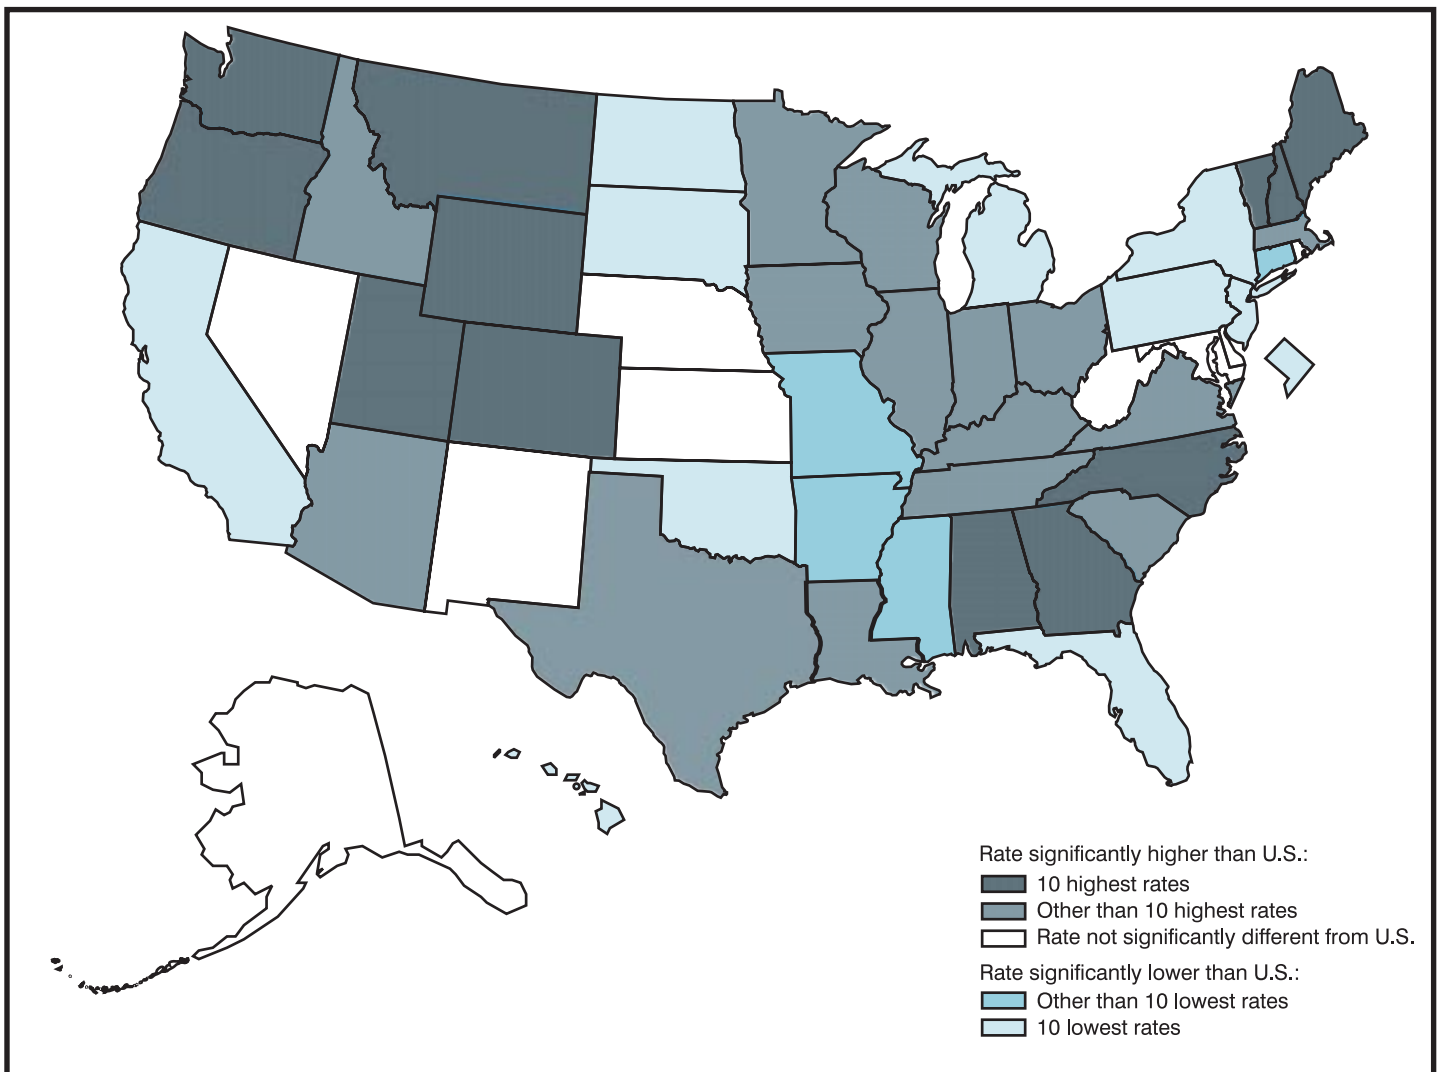 Rate significantly higher than U.S.:
10 highest rates
Other than 10 highest rates
Rate not significantly different from U.S.
Rate significantly lower than U.S.:
Other than 10 lowest rates
10 lowest rates